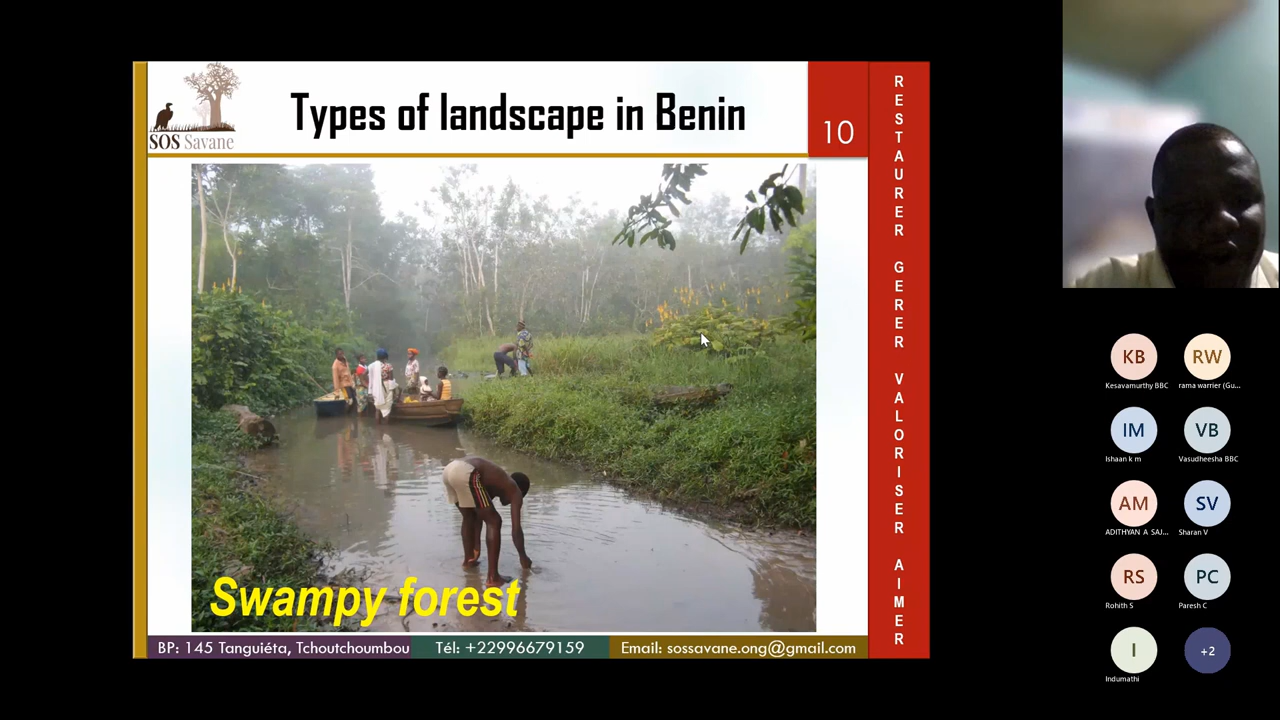 SOS Savane
Types of landscape in Benin
10
RESTAURER GERER VALORISER AIMER
Swampy forest
BP: 145 Tanguiéta, Tchoutchoumbou
Tél: +22996679159
Email: sossavane.ong@gmail.com
KB
RW
Kesavamurthy BBC
rama warrier (Gu...
IM
VB
Ishaan k m
Vasudheesha BBC
AM
SV
ADITHYAN A SAJ...
Sharan V
RS
PC
Rohith S
Paresh C
I
+2
Indumathi